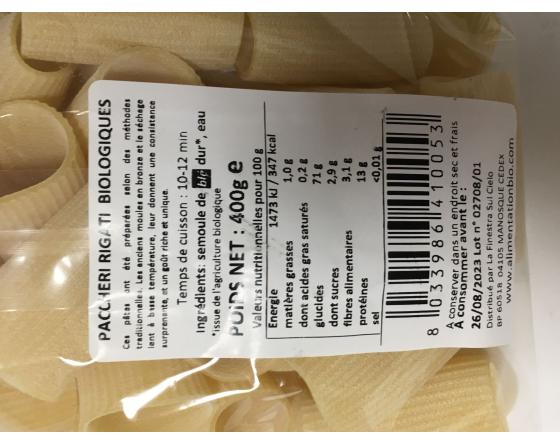 PACCHERI RIGATI BIOLOGIQUES
Ces pâtes ont été préparées selon des méthodes
traditionnelles. Les anciens moules en bronze et le séchage
lent à basse température, leur donnent une consistance
surprenante, et un goût riche et unique.
Temps de cuisson : 10-12 min
Ingrédients: semoule de blé dur*, eau
*issue de l'agriculture biologique
POIDS NET : 400g e
Valeurs nutritionnelles pour 100 g
Energie 1473 kJ / 347 kcal
matières grasses 1,0 g
dont acides gras saturés 0,2 g
glucides 71 g
dont sucres 2,9 g
fibres alimentaires 3,1 g
protéines 13 g
sel <0,01 g
8 033986 410053
A conserver dans un endroit sec et frais
A consommer avant le :
26/08/2023 Lot n° 02708/01
Distribué par La Finestra Sul Cielo
BP 60518 04105 MANOSQUE CEDEX
www.alimentationbio.com